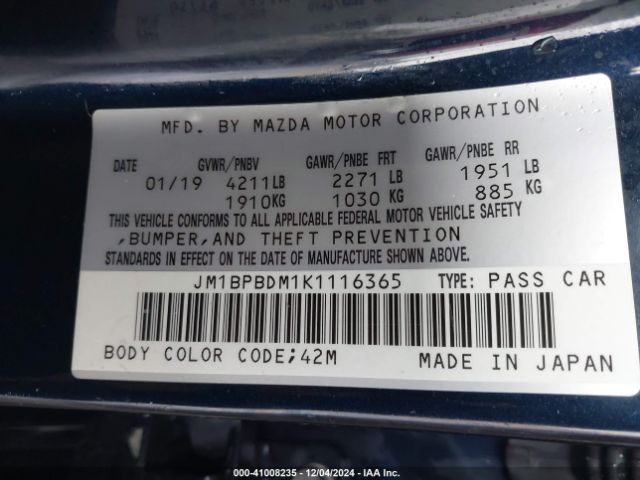 MFD. BY MAZDA MOTOR CORPORATION
DATE GVWR/PNBV GAWR/PNBE FRT GAWR/PNBE RR
01/19 4211LB 2271 LB 1951 LB
1910KG 1030 KG 885 KG
THIS VEHICLE CONFORMS TO ALL APPLICABLE FEDERAL MOTOR VEHICLE SAFETY
,BUMPER,AND THEFT PREVENTION
STANDARDS IN EFFECT ON THE DATE OF MANUFACTURE SHOWN ABOVE.
JM1BPBDM1K1116365 TYPE: PASS CAR
BODY COLOR CODE;42M MADE IN JAPAN
000-41008235 - 12/04/2024 - IAA Inc.